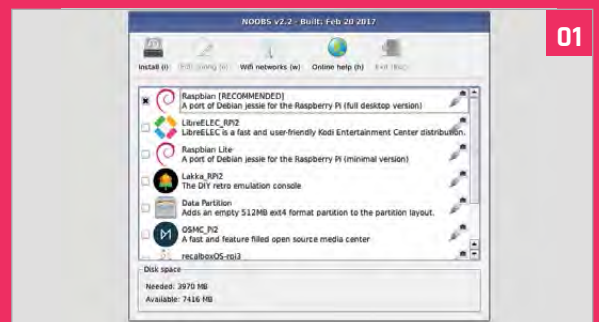 NOOBS v2.2 - Built: Feb 20 2017
01
Install (i) Edit config (e) Wifi networks (w) Online help (h) Exit (Esc)
Raspbian [RECOMMENDED]
A port of Debian jessie for the Raspberry Pi (full desktop version)
LibreELEC_RPi2
LibreELEC is a fast and user-friendly Kodi Entertainment Center distribution.
Raspbian Lite
A port of Debian jessie for the Raspberry Pi (minimal version)
Lakka_RPi2
The DIY retro emulation console
Data Partition
Adds an empty 512MB ext4 format partition to the partition layout.
OSMC_Pi2
A fast and feature filled open source media center
recalboxOS-rpi3
Disk space
Needed: 3970 MB
Available: 7416 MB